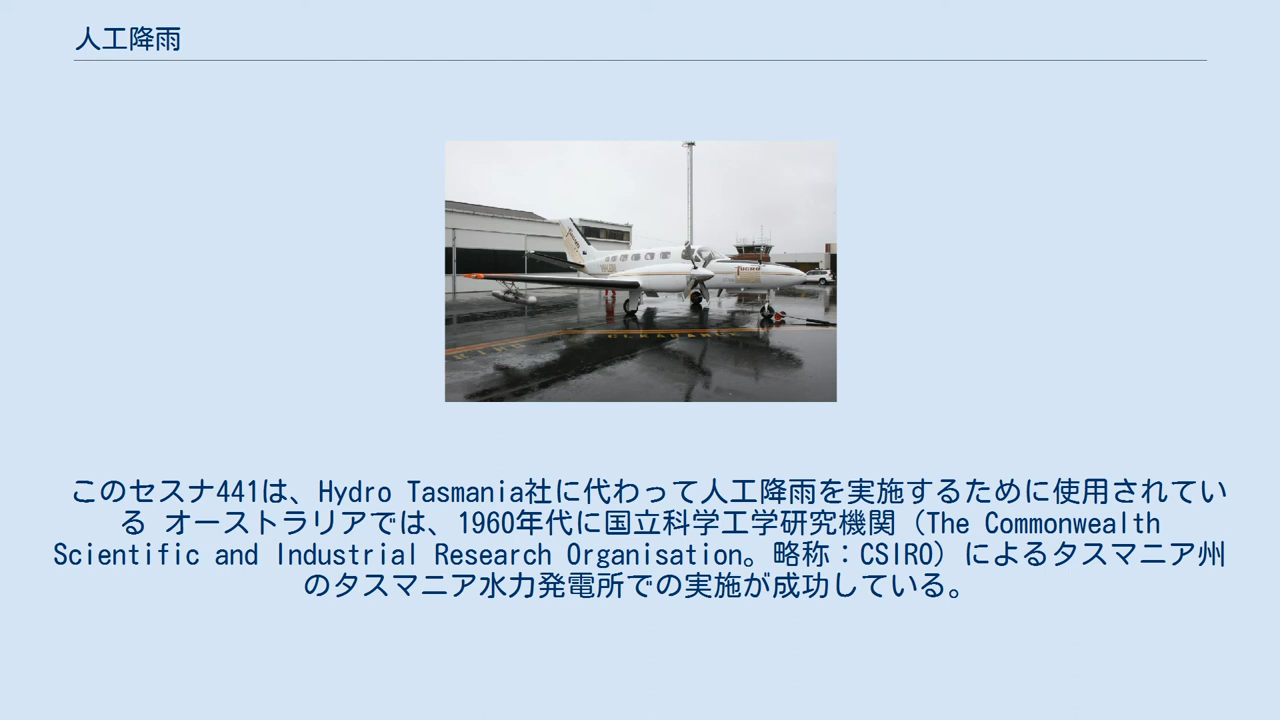 人工降雨
fugro
CLEARANCE
このセスナ441は、Hydro Tasmania社に代わって人工降雨を実施するために使用されてい
る オーストラリアでは、1960年代に国立科学工学研究機関（The Commonwealth
Scientific and Industrial Research Organisation。略称：CSIRO）によるタスマニア州
のタスマニア水力発電所での実施が成功している。